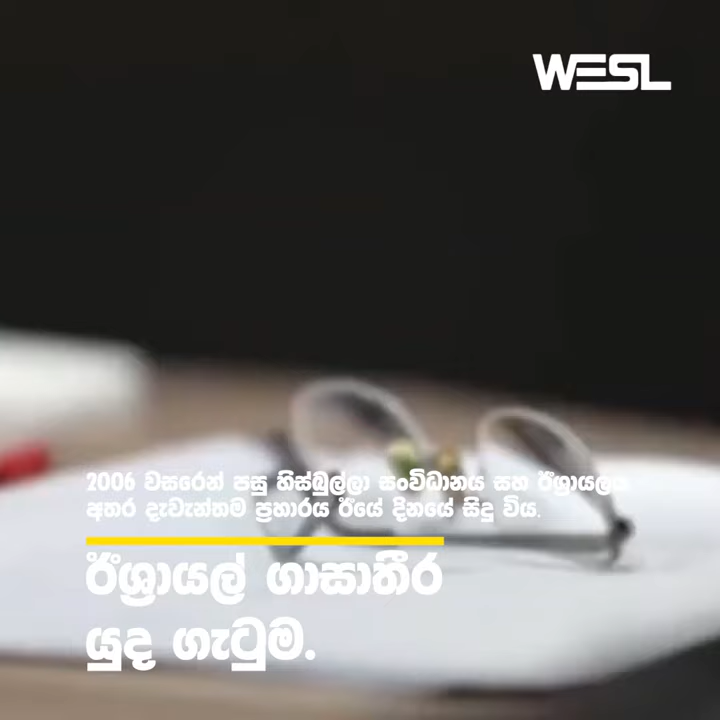 WESL
2006 වසරෙන් පසු හිස්බුල්ලා සංවිධානය සහ ඊශ්‍රායලය
අතර දැවැන්තම ප්‍රහාරය ඊයේ දිනයේ සිදු විය.
ඊශ්‍රායල් ගාසාතීර
යුද ගැටුම.